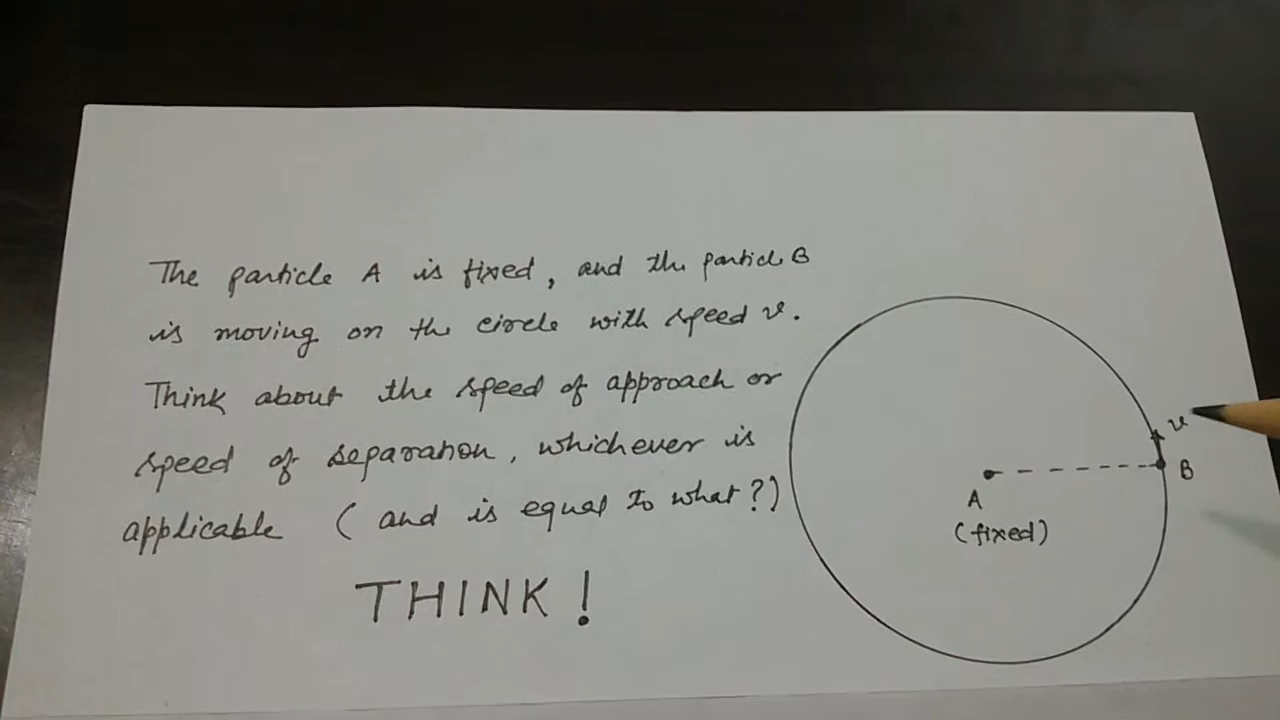 The particle A is fixed, and the particle B
is moving on the circle with speed v.
Think about the speed of approach or
speed of separation, whichever is
applicable (and is equal to what?)
THINK!
v
B
A
(fixed)